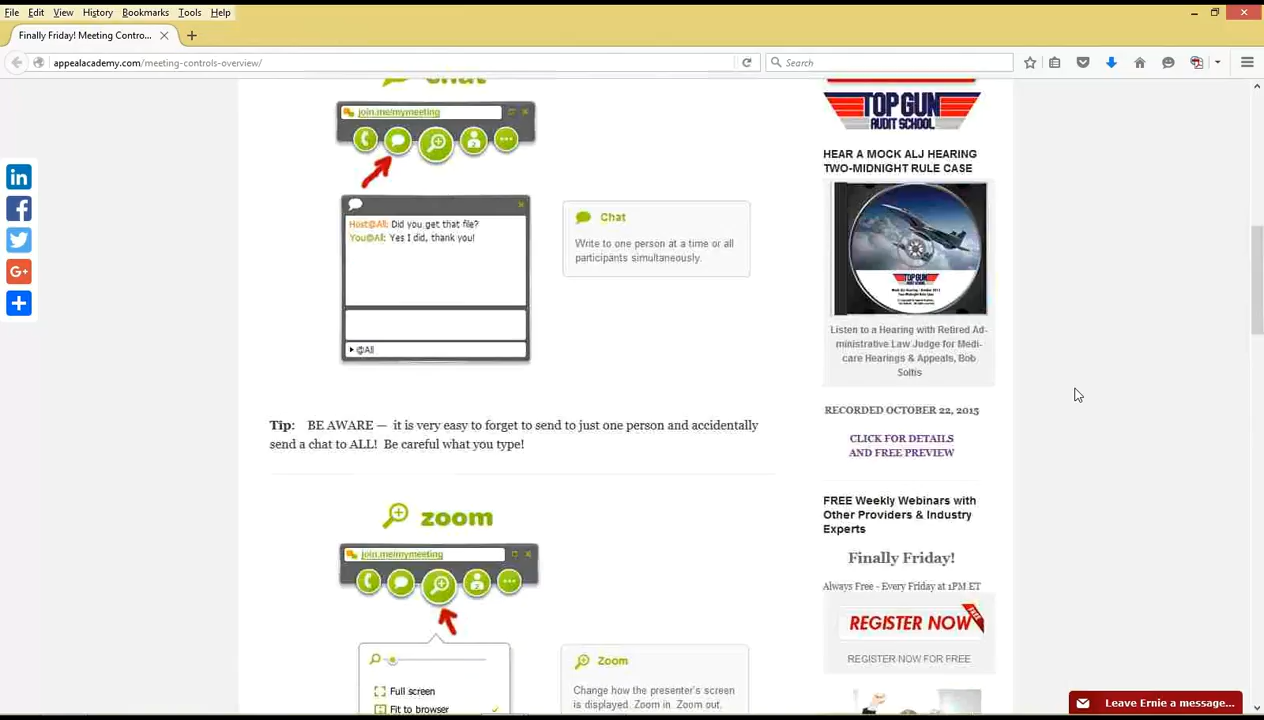 File Edit View History Bookmarks Tools Help
Finally Friday! Meeting Contro...
appealacademy.com/meeting-controls-overview/
Search
chat
join.me/mymeeting
Host@All: Did you get that file?
You@All: Yes I did, thank you!
@All
Chat
Write to one person at a time or all
participants simultaneously.
Tip: BE AWARE — it is very easy to forget to send to just one person and accidentally
send a chat to ALL! Be careful what you type!
zoom
join.me/mymeeting
Full screen
Fit to browser
Zoom
Change how the presenter's screen
is displayed. Zoom in. Zoom out.
TOP GUN
AUDIT SCHOOL
HEAR A MOCK ALJ HEARING
TWO-MIDNIGHT RULE CASE
TOP GUN
Listen to a Hearing with Retired Ad-
ministrative Law Judge for Medi-
care Hearings & Appeals, Bob
Soltis
RECORDED OCTOBER 22, 2015
CLICK FOR DETAILS
AND FREE PREVIEW
FREE Weekly Webinars with
Other Providers & Industry
Experts
Finally Friday!
Always Free - Every Friday at 1PM ET
REGISTER NOW
FREE
REGISTER NOW FOR FREE
Leave Ernie a message...